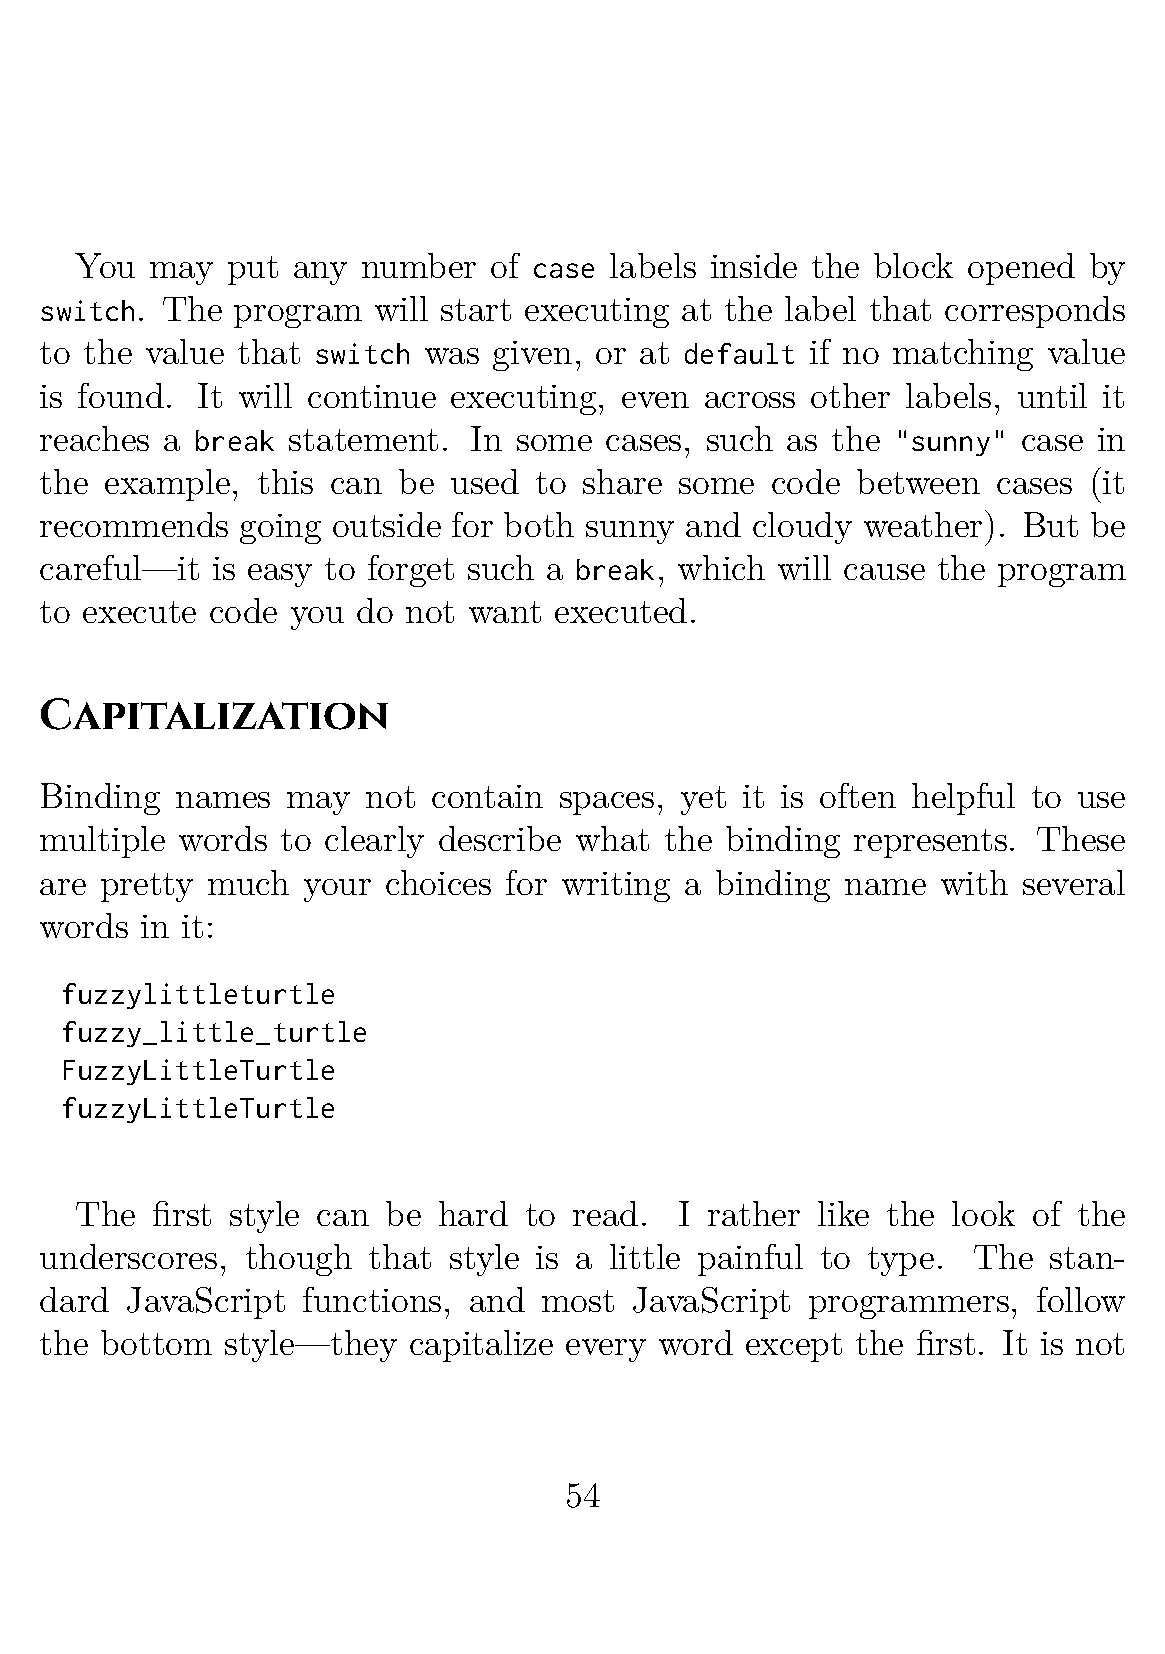 You may put any number of case labels inside the block opened by
switch. The program will start executing at the label that corresponds
to the value that switch was given, or at default if no matching value
is found. It will continue executing, even across other labels, until it
reaches a break statement. In some cases, such as the "sunny" case in
the example, this can be used to share some code between cases (it
recommends going outside for both sunny and cloudy weather). But be
careful—it is easy to forget such a break, which will cause the program
to execute code you do not want executed.
Capitalization
Binding names may not contain spaces, yet it is often helpful to use
multiple words to clearly describe what the binding represents. These
are pretty much your choices for writing a binding name with several
words in it:
fuzzylittleturtle
fuzzy_little_turtle
FuzzyLittleTurtle
fuzzyLittleTurtle
The first style can be hard to read. I rather like the look of the
underscores, though that style is a little painful to type. The stan-
dard JavaScript functions, and most JavaScript programmers, follow
the bottom style—they capitalize every word except the first. It is not
54